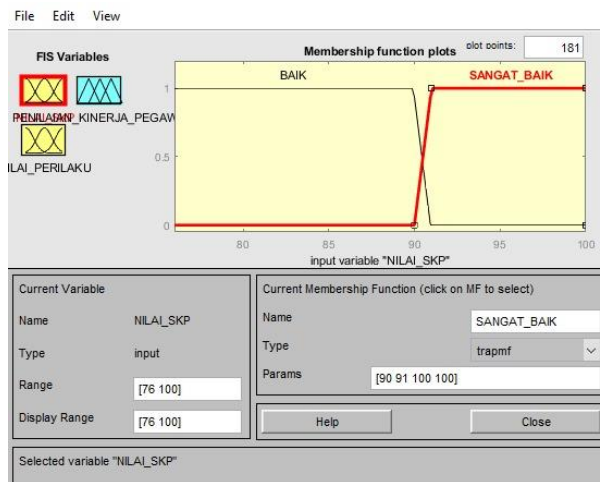 File Edit View
FIS Variables
Membership function plots plot points: 181
BAIK SANGAT_BAIK
PENILAIAN_KINERJA_PEGAW
ILAI_PERILAKU
1
0.5
0
80 85 90 95 100
input variable "NILAI_SKP"
Current Variable
Name NILAI_SKP
Type input
Range [76 100]
Display Range [76 100]
Current Membership Function (click on MF to select)
Name SANGAT_BAIK
Type trapmf
Params [90 91 100 100]
Help Close
Selected variable "NILAI_SKP"